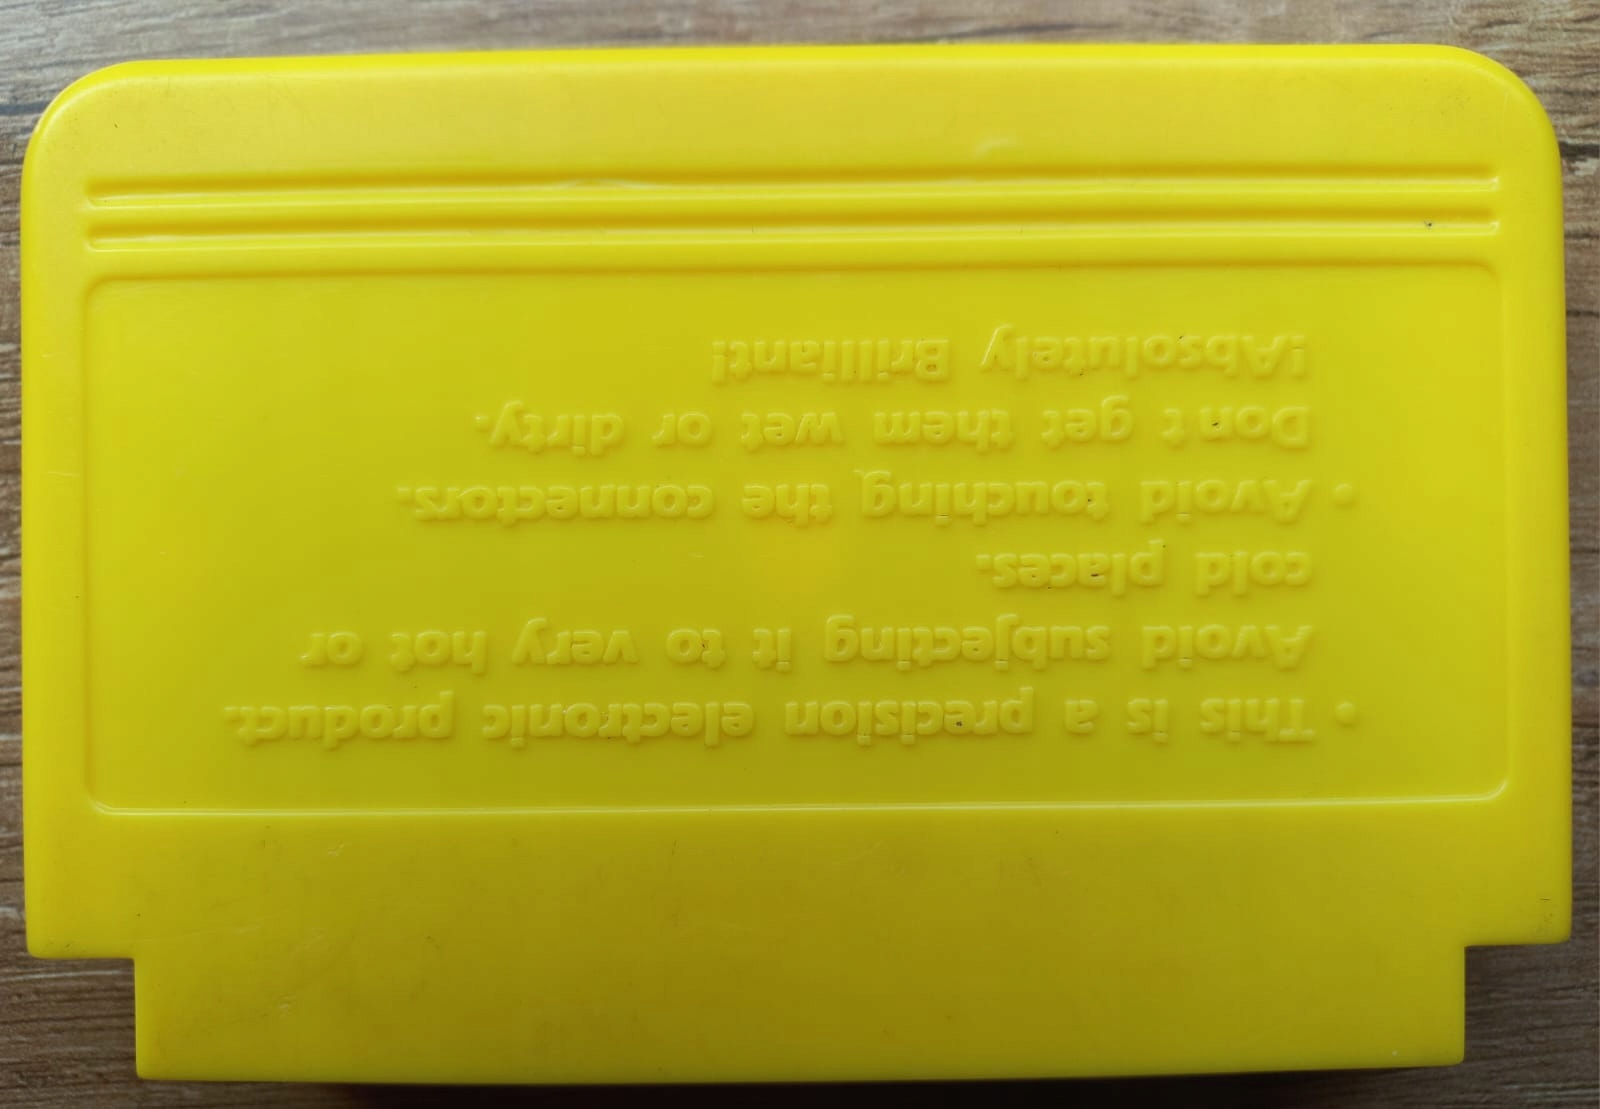 • This is a precision electronic product.
Avoid subjecting it to very hot or
cold places.
• Avoid touching the connectors.
Don t get them wet or dirty.
!Absolutely Brilliant!